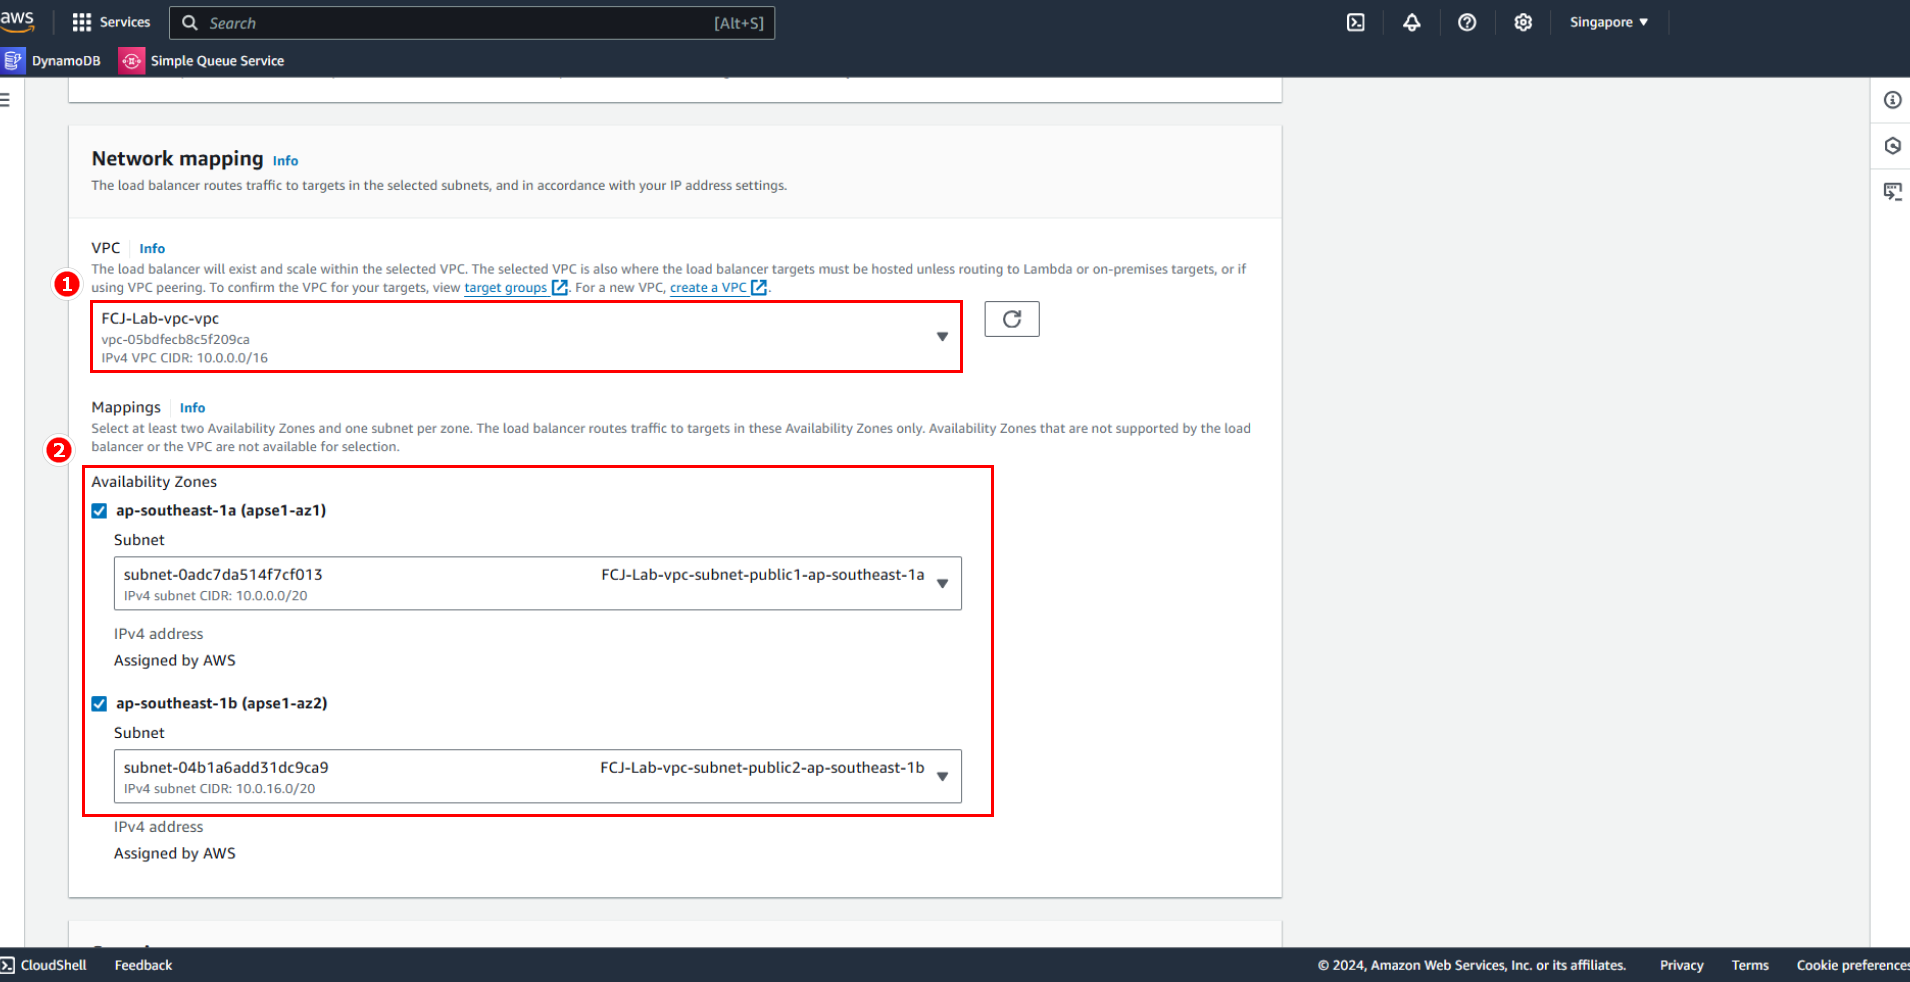 aws
Services
Search
[Alt+S]
Singapore
DynamoDB
Simple Queue Service
Network mapping Info
The load balancer routes traffic to targets in the selected subnets, and in accordance with your IP address settings.
VPC Info
The load balancer will exist and scale within the selected VPC. The selected VPC is also where the load balancer targets must be hosted unless routing to Lambda or on-premises targets, or if
1
using VPC peering. To confirm the VPC for your targets, view target groups. For a new VPC, create a VPC.
FCJ-Lab-vpc-vpc
vpc-05bdfecb8c5f209ca
IPv4 VPC CIDR: 10.0.0.0/16
Mappings Info
Select at least two Availability Zones and one subnet per zone. The load balancer routes traffic to targets in these Availability Zones only. Availability Zones that are not supported by the load
2
balancer or the VPC are not available for selection.
Availability Zones
ap-southeast-1a (apse1-az1)
Subnet
subnet-0adc7da514f7cf013 FCJ-Lab-vpc-subnet-public1-ap-southeast-1a
IPv4 subnet CIDR: 10.0.0.0/20
IPv4 address
Assigned by AWS
ap-southeast-1b (apse1-az2)
Subnet
subnet-04b1a6add31dc9ca9 FCJ-Lab-vpc-subnet-public2-ap-southeast-1b
IPv4 subnet CIDR: 10.0.16.0/20
IPv4 address
Assigned by AWS
CloudShell
Feedback
© 2024, Amazon Web Services, Inc. or its affiliates.
Privacy
Terms
Cookie preferences